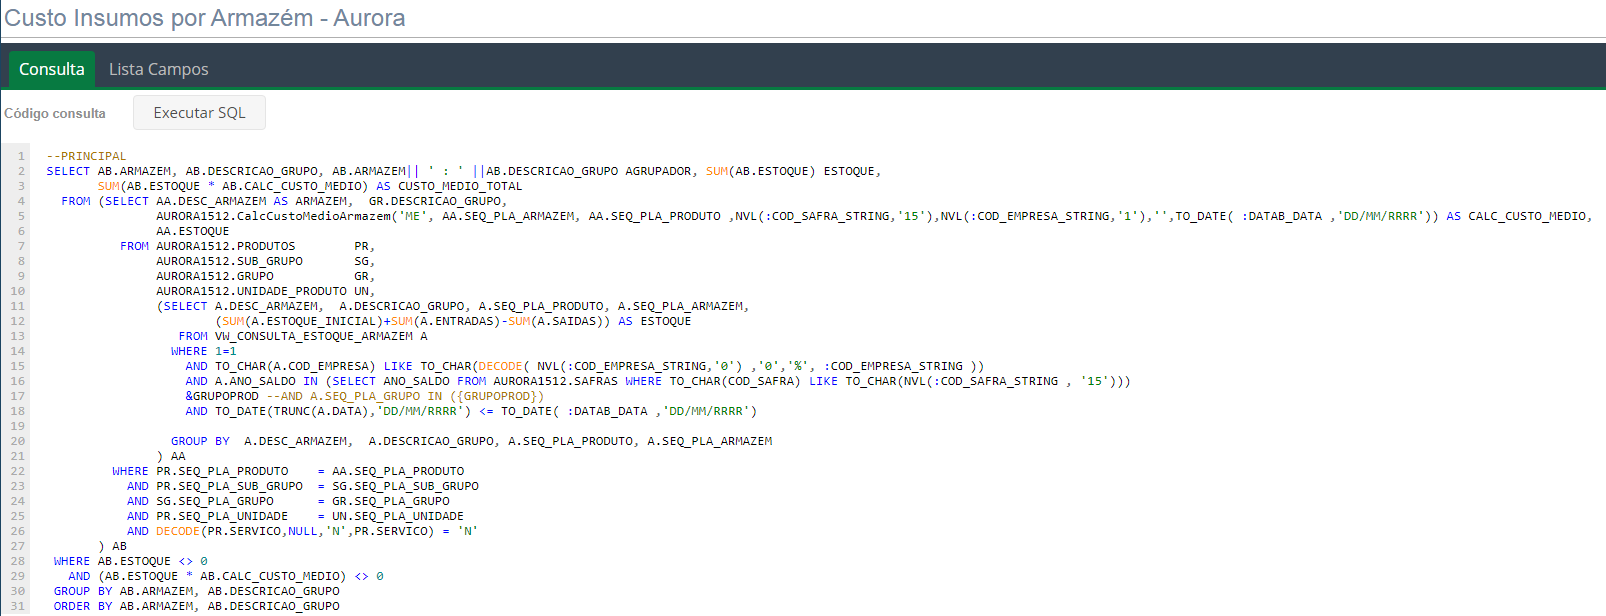 Custo Insumos por Armazém - Aurora
Consulta Lista Campos
Código consulta Executar SQL
1 --PRINCIPAL
2 SELECT AB.ARMAZEM, AB.DESCRICAO_GRUPO, AB.ARMAZEM|| ' : ' ||AB.DESCRICAO_GRUPO AGRUPADOR, SUM(AB.ESTOQUE) ESTOQUE,
3 SUM(AB.ESTOQUE * AB.CALC_CUSTO_MEDIO) AS CUSTO_MEDIO_TOTAL
4 FROM (SELECT AA.DESC_ARMAZEM AS ARMAZEM, GR.DESCRICAO_GRUPO,
5 AURORA1512.CalcCustoMedioArmazem('ME', AA.SEQ_PLA_ARMAZEM, AA.SEQ_PLA_PRODUTO ,NVL(:COD_SAFRA_STRING,'15'),NVL(:COD_EMPRESA_STRING,'1'),'',TO_DATE( :DATAB_DATA ,'DD/MM/RRRR')) AS CALC_CUSTO_MEDIO,
6 AA.ESTOQUE
7 FROM AURORA1512.PRODUTOS PR,
8 AURORA1512.SUB_GRUPO SG,
9 AURORA1512.GRUPO GR,
10 AURORA1512.UNIDADE_PRODUTO UN,
11 (SELECT A.DESC_ARMAZEM, A.DESCRICAO_GRUPO, A.SEQ_PLA_PRODUTO, A.SEQ_PLA_ARMAZEM,
12 (SUM(A.ESTOQUE_INICIAL)+SUM(A.ENTRADAS)-SUM(A.SAIDAS)) AS ESTOQUE
13 FROM VW_CONSULTA_ESTOQUE_ARMAZEM A
14 WHERE 1=1
15 AND TO_CHAR(A.COD_EMPRESA) LIKE TO_CHAR(DECODE( NVL(:COD_EMPRESA_STRING,'0') ,'0','%', :COD_EMPRESA_STRING ))
16 AND A.ANO_SALDO IN (SELECT ANO_SALDO FROM AURORA1512.SAFRAS WHERE TO_CHAR(COD_SAFRA) LIKE TO_CHAR(NVL(:COD_SAFRA_STRING , '15')))
17 &GRUPOPROD --AND A.SEQ_PLA_GRUPO IN ({GRUPOPROD})
18 AND TO_DATE(TRUNC(A.DATA),'DD/MM/RRRR') <= TO_DATE( :DATAB_DATA ,'DD/MM/RRRR')
19
20 GROUP BY A.DESC_ARMAZEM, A.DESCRICAO_GRUPO, A.SEQ_PLA_PRODUTO, A.SEQ_PLA_ARMAZEM
21 ) AA
22 WHERE PR.SEQ_PLA_PRODUTO = AA.SEQ_PLA_PRODUTO
23 AND PR.SEQ_PLA_SUB_GRUPO = SG.SEQ_PLA_SUB_GRUPO
24 AND SG.SEQ_PLA_GRUPO = GR.SEQ_PLA_GRUPO
25 AND PR.SEQ_PLA_UNIDADE = UN.SEQ_PLA_UNIDADE
26 AND DECODE(PR.SERVICO,NULL,'N',PR.SERVICO) = 'N'
27 ) AB
28 WHERE AB.ESTOQUE <> 0
29 AND (AB.ESTOQUE * AB.CALC_CUSTO_MEDIO) <> 0
30 GROUP BY AB.ARMAZEM, AB.DESCRICAO_GRUPO
31 ORDER BY AB.ARMAZEM, AB.DESCRICAO_GRUPO